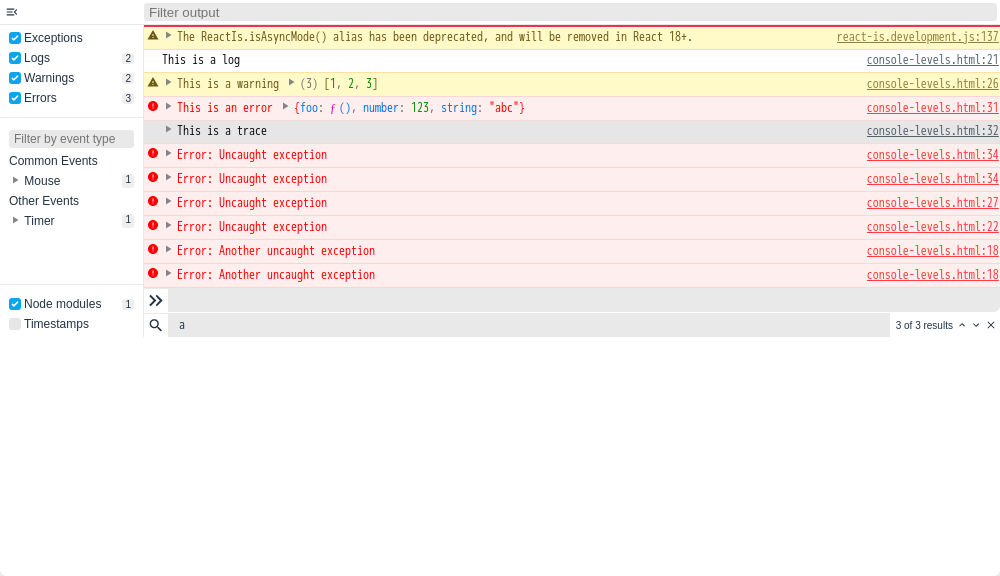 Filter output
Exceptions
Logs 2
Warnings 2
Errors 3
Filter by event type
Common Events
Mouse 1
Other Events
Timer 1
Node modules 1
Timestamps
The ReactIs.isAsyncMode() alias has been deprecated, and will be removed in React 18+. react-is.development.js:137
This is a log console-levels.html:21
This is a warning (3) [1, 2, 3] console-levels.html:26
This is an error {foo: ƒ (), number: 123, string: "abc"} console-levels.html:31
This is a trace console-levels.html:32
Error: Uncaught exception console-levels.html:34
Error: Uncaught exception console-levels.html:34
Error: Uncaught exception console-levels.html:27
Error: Uncaught exception console-levels.html:22
Error: Another uncaught exception console-levels.html:18
Error: Another uncaught exception console-levels.html:18
a 3 of 3 results